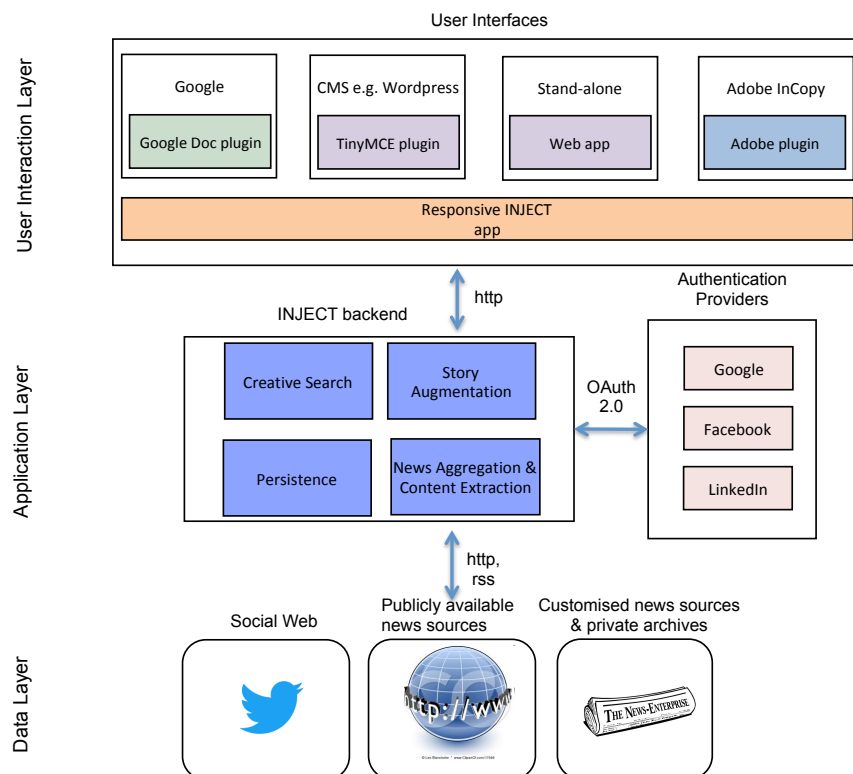 User Interfaces
User Interaction Layer
Google
CMS e.g. Wordpress
Stand-alone
Adobe InCopy
Google Doc plugin
TinyMCE plugin
Web app
Adobe plugin
Responsive INJECT
app
http
Authentication
Providers
INJECT backend
Application Layer
Creative Search
Story
Augmentation
Persistence
News Aggregation &
Content Extraction
OAuth
2.0
Google
Facebook
LinkedIn
http,
rss
Data Layer
Social Web
Publicly available
news sources
Customised news sources
& private archives
http://www
THE NEWS-ENTERPRISE